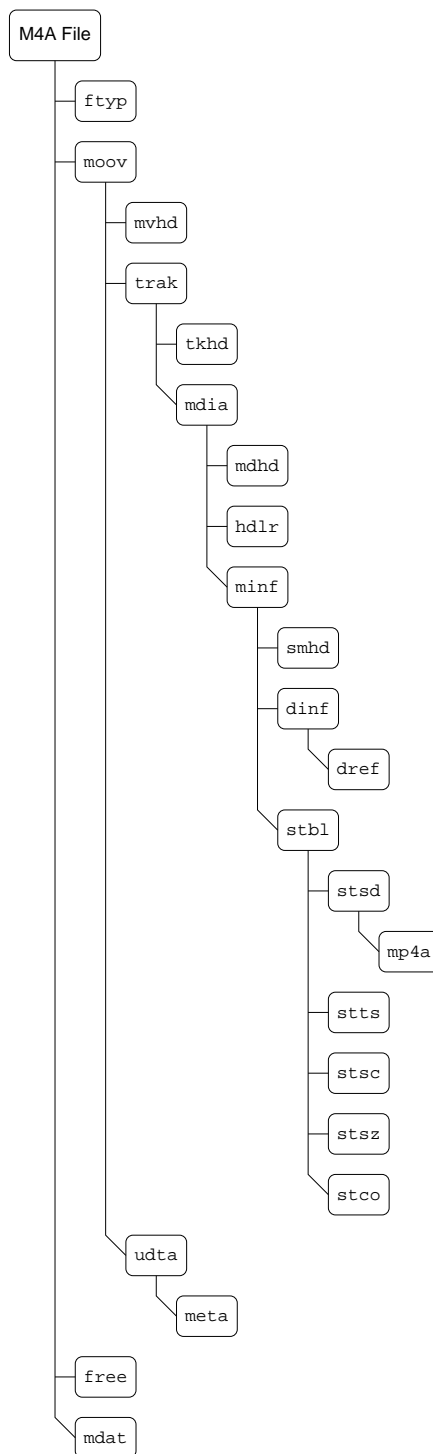 M4A File
ftyp
moov
mvhd
trak
tkhd
mdia
mdhd
hdlr
minf
smhd
dinf
dref
stbl
stsd
mp4a
stts
stsc
stsz
stco
udta
meta
free
mdat